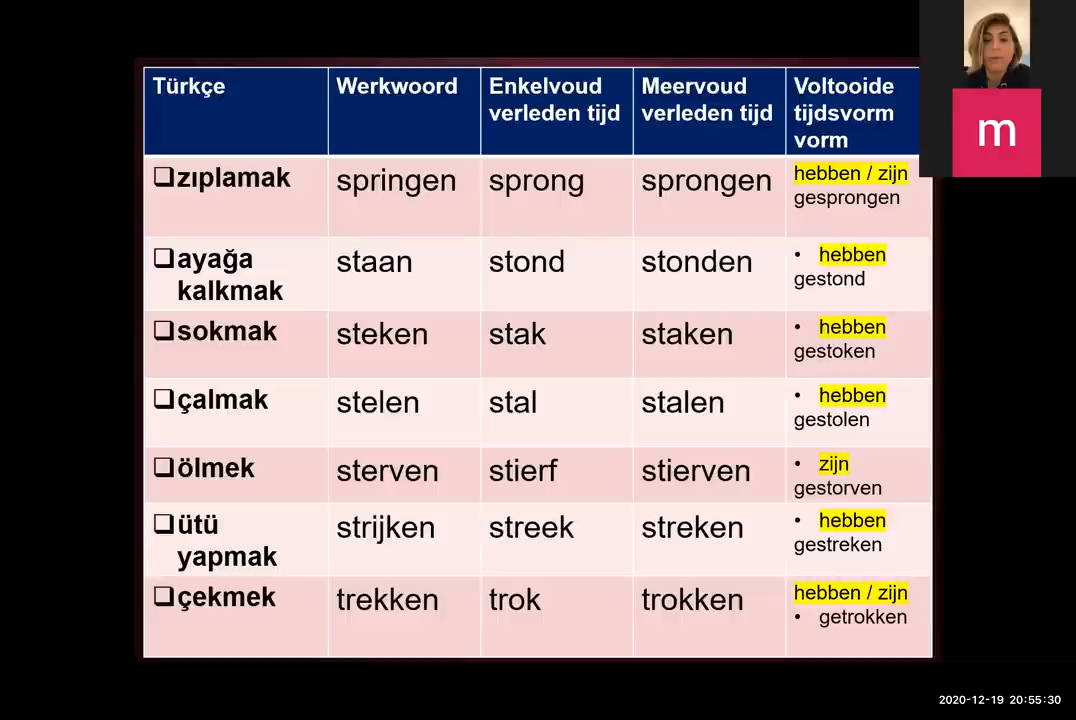 Türkçe
Werkwoord
Enkelvoud
verleden tijd
Meervoud
verleden tijd
Voltooide
tijdsvorm
vorm
zıplamak
springen
sprong
sprongen
hebben / zijn
gesprongen
ayağa
kalkmak
staan
stond
stonden
• hebben
gestond
sokmak
steken
stak
staken
• hebben
gestoken
çalmak
stelen
stal
stalen
• hebben
gestolen
ölmek
sterven
stierf
stierven
• zijn
gestorven
ütü
yapmak
strijken
streek
streken
• hebben
gestreken
çekmek
trekken
trok
trokken
hebben / zijn
• getrokken
m
2020-12-19 20:55:30